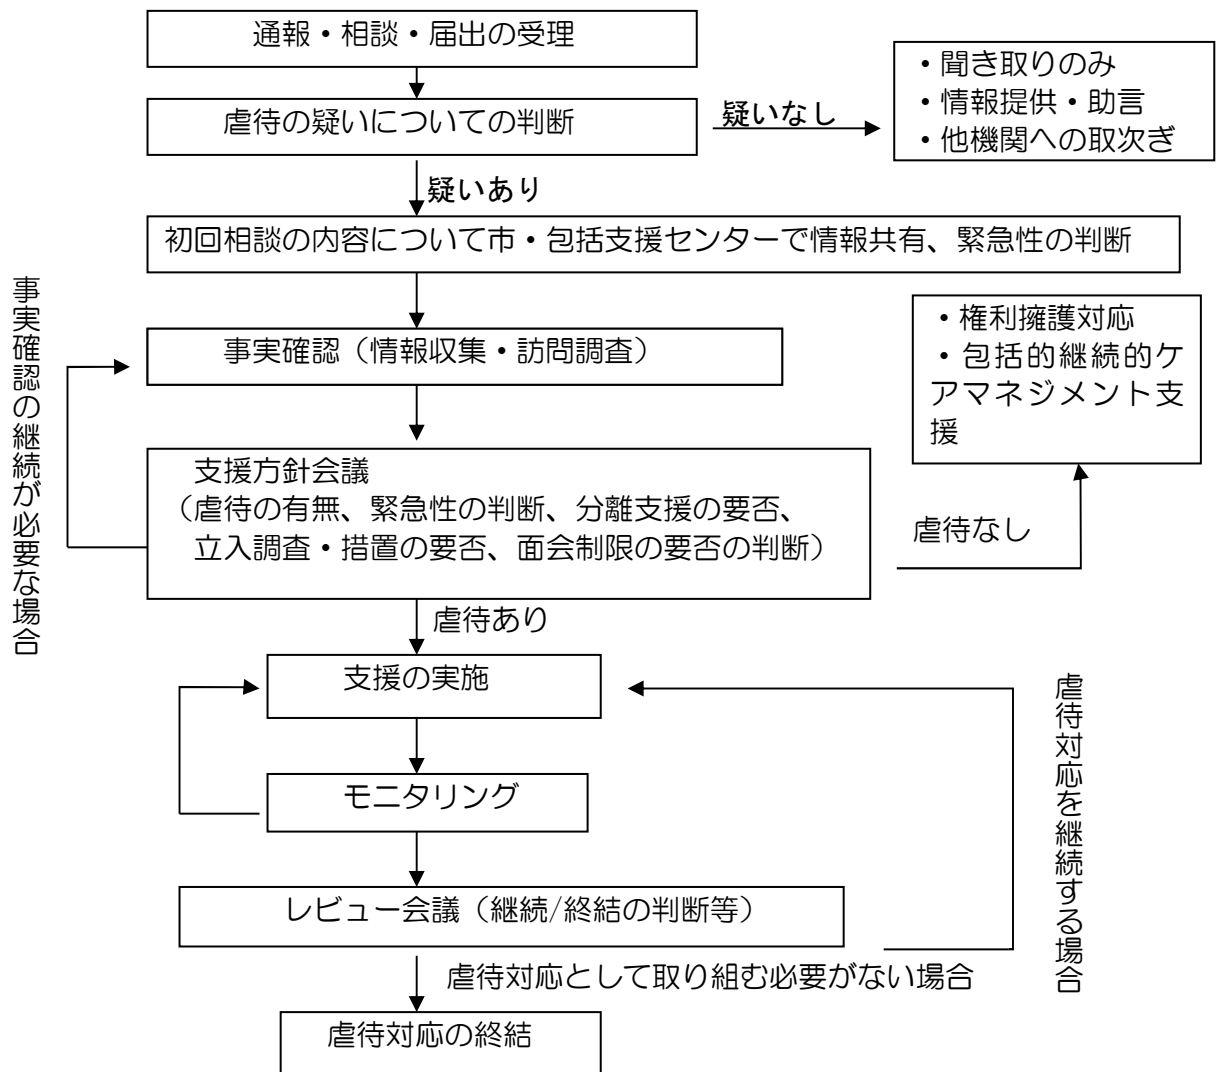 通報・相談・届出の受理
虐待の疑いについての判断
疑いなし
・聞き取りのみ
・情報提供・助言
・他機関への取次ぎ
疑いあり
初回相談の内容について市・包括支援センターで情報共有、緊急性の判断
事実確認の継続が必要な場合
事実確認（情報収集・訪問調査）
・権利擁護対応
・包括的継続的ケ
アマネジメント支
援
支援方針会議
（虐待の有無、緊急性の判断、分離支援の要否、
立入調査・措置の要否、面会制限の要否の判断）
虐待なし
虐待あり
支援の実施
モニタリング
虐待対応を継続する場合
レビュー会議（継続/終結の判断等）
虐待対応として取り組む必要がない場合
虐待対応の終結